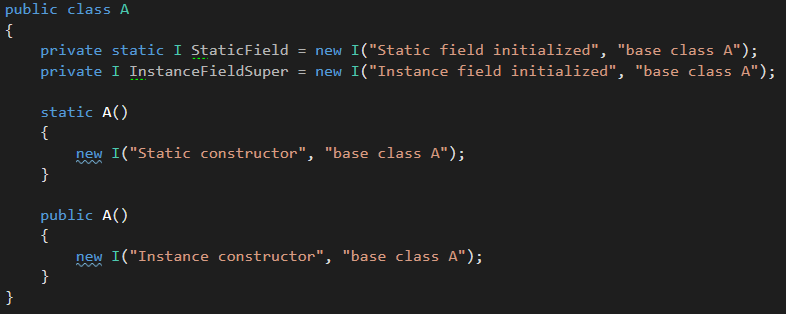 public class A
{
    private static I StaticField = new I("Static field initialized", "base class A");
    private I InstanceFieldSuper = new I("Instance field initialized", "base class A");

    static A()
    {
        new I("Static constructor", "base class A");
    }

    public A()
    {
        new I("Instance constructor", "base class A");
    }
}